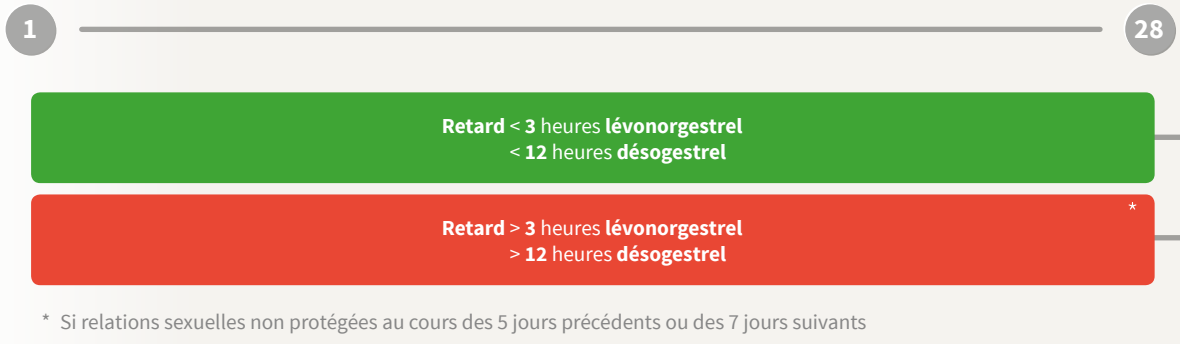 1 28
Retard < 3 heures lévonorgestrel
< 12 heures désogestrel
*
Retard > 3 heures lévonorgestrel
> 12 heures désogestrel
* Si relations sexuelles non protégées au cours des 5 jours précédents ou des 7 jours suivants